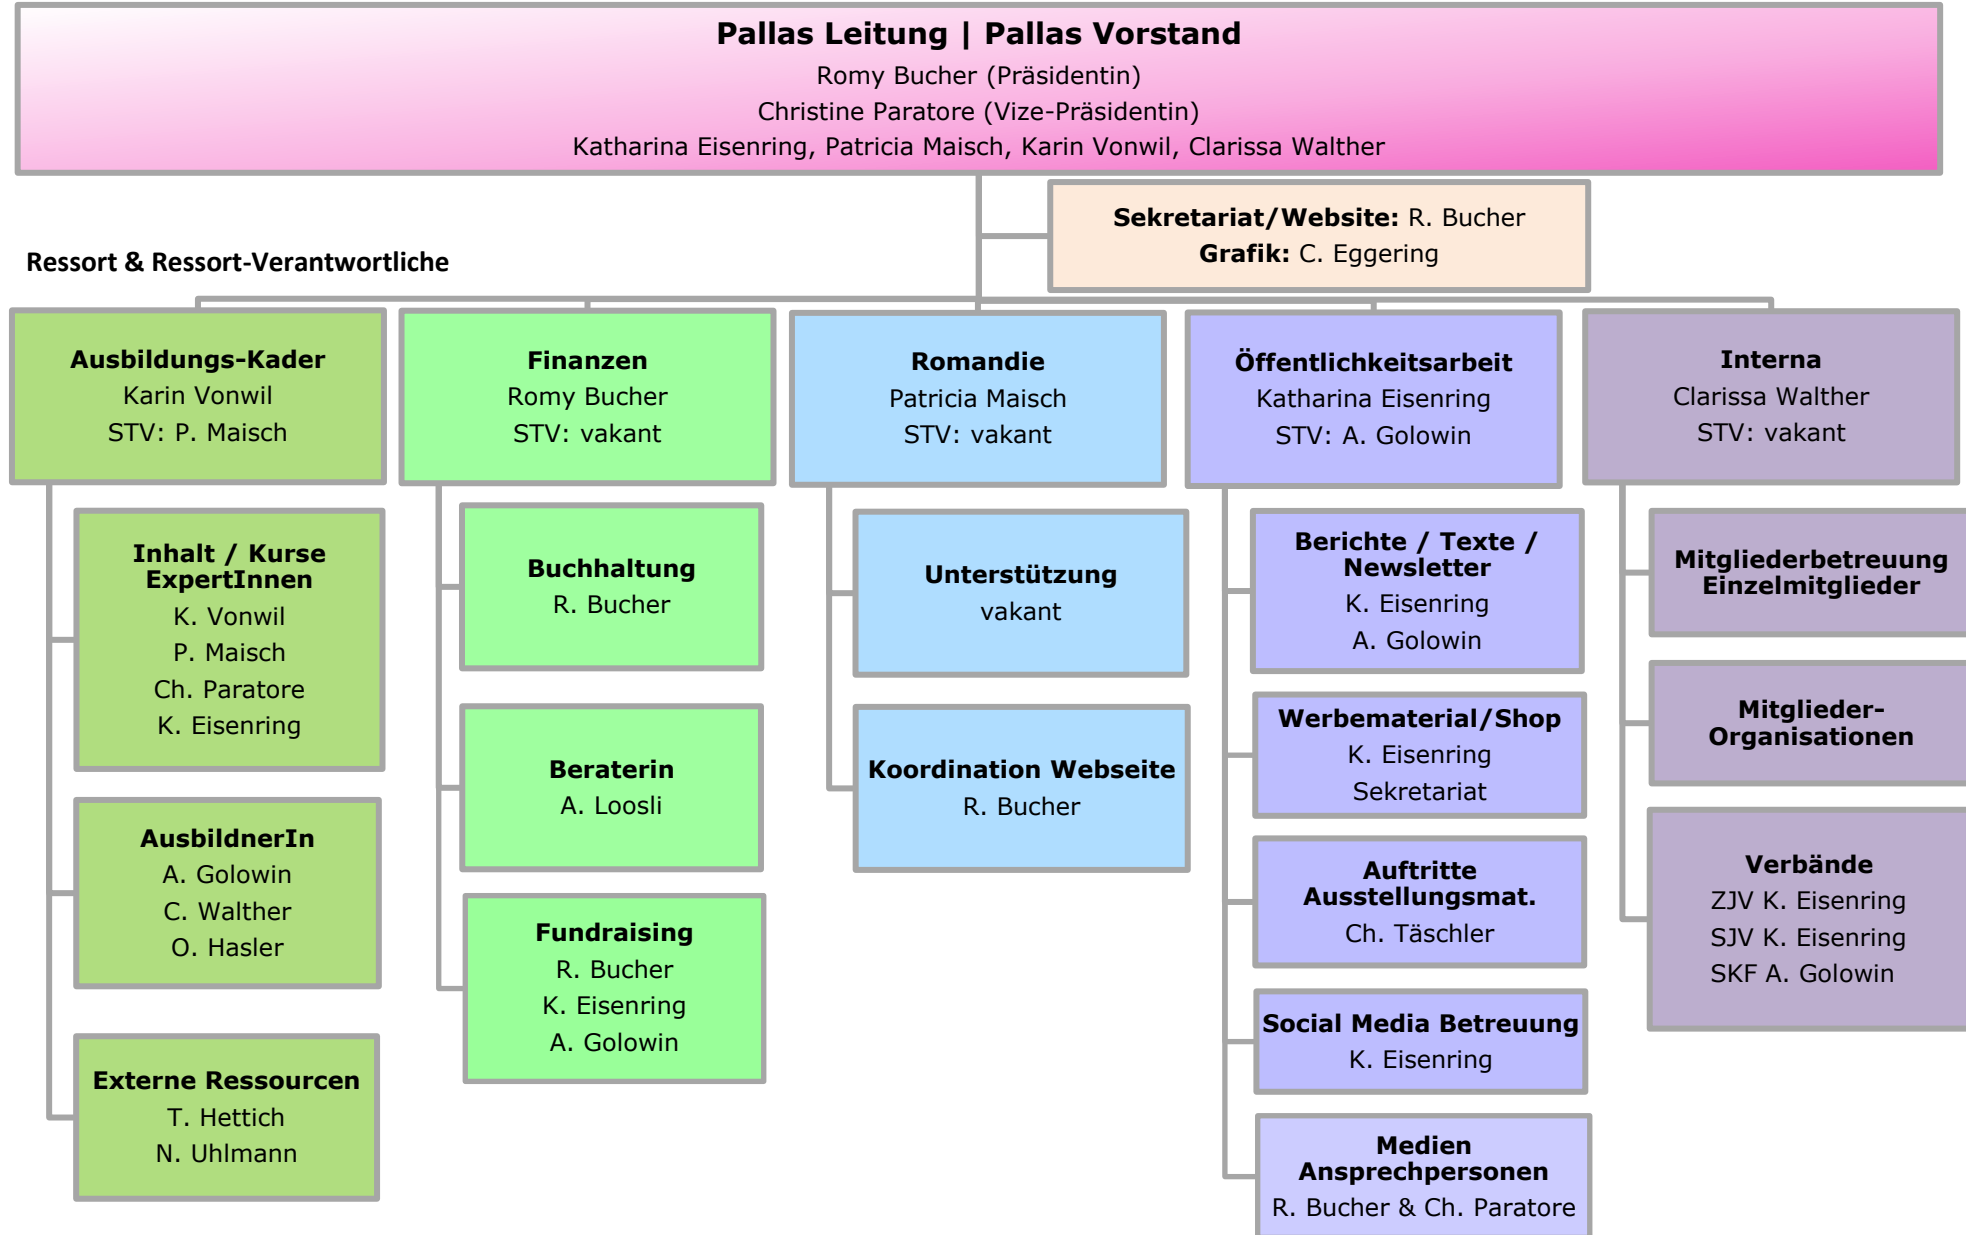 Pallas Leitung | Pallas Vorstand
Romy Bucher (Präsidentin)
Christine Paratore (Vize-Präsidentin)
Katharina Eisenring, Patricia Maisch, Karin Vonwil, Clarissa Walther
Sekretariat/Website: R. Bucher
Grafik: C. Eggering
Ressort & Ressort-Verantwortliche
Ausbildungs-Kader
Karin Vonwil
STV: P. Maisch
Inhalt / Kurse
ExpertInnen
K. Vonwil
P. Maisch
Ch. Paratore
K. Eisenring
AusbildnerIn
A. Golowin
C. Walther
O. Hasler
Externe Ressourcen
T. Hettich
N. Uhlmann
Finanzen
Romy Bucher
STV: vakant
Buchhaltung
R. Bucher
Beraterin
A. Loosli
Fundraising
R. Bucher
K. Eisenring
A. Golowin
Romandie
Patricia Maisch
STV: vakant
Unterstützung
vakant
Koordination Webseite
R. Bucher
Öffentlichkeitsarbeit
Katharina Eisenring
STV: A. Golowin
Berichte / Texte /
Newsletter
K. Eisenring
A. Golowin
Werbematerial/Shop
K. Eisenring
Sekretariat
Auftritte
Ausstellungsmat.
Ch. Täschler
Social Media Betreuung
K. Eisenring
Medien
Ansprechpersonen
R. Bucher & Ch. Paratore
Interna
Clarissa Walther
STV: vakant
Mitgliederbetreuung
Einzelmitglieder
Mitglieder-
Organisationen
Verbände
ZJV K. Eisenring
SJV K. Eisenring
SKF A. Golowin